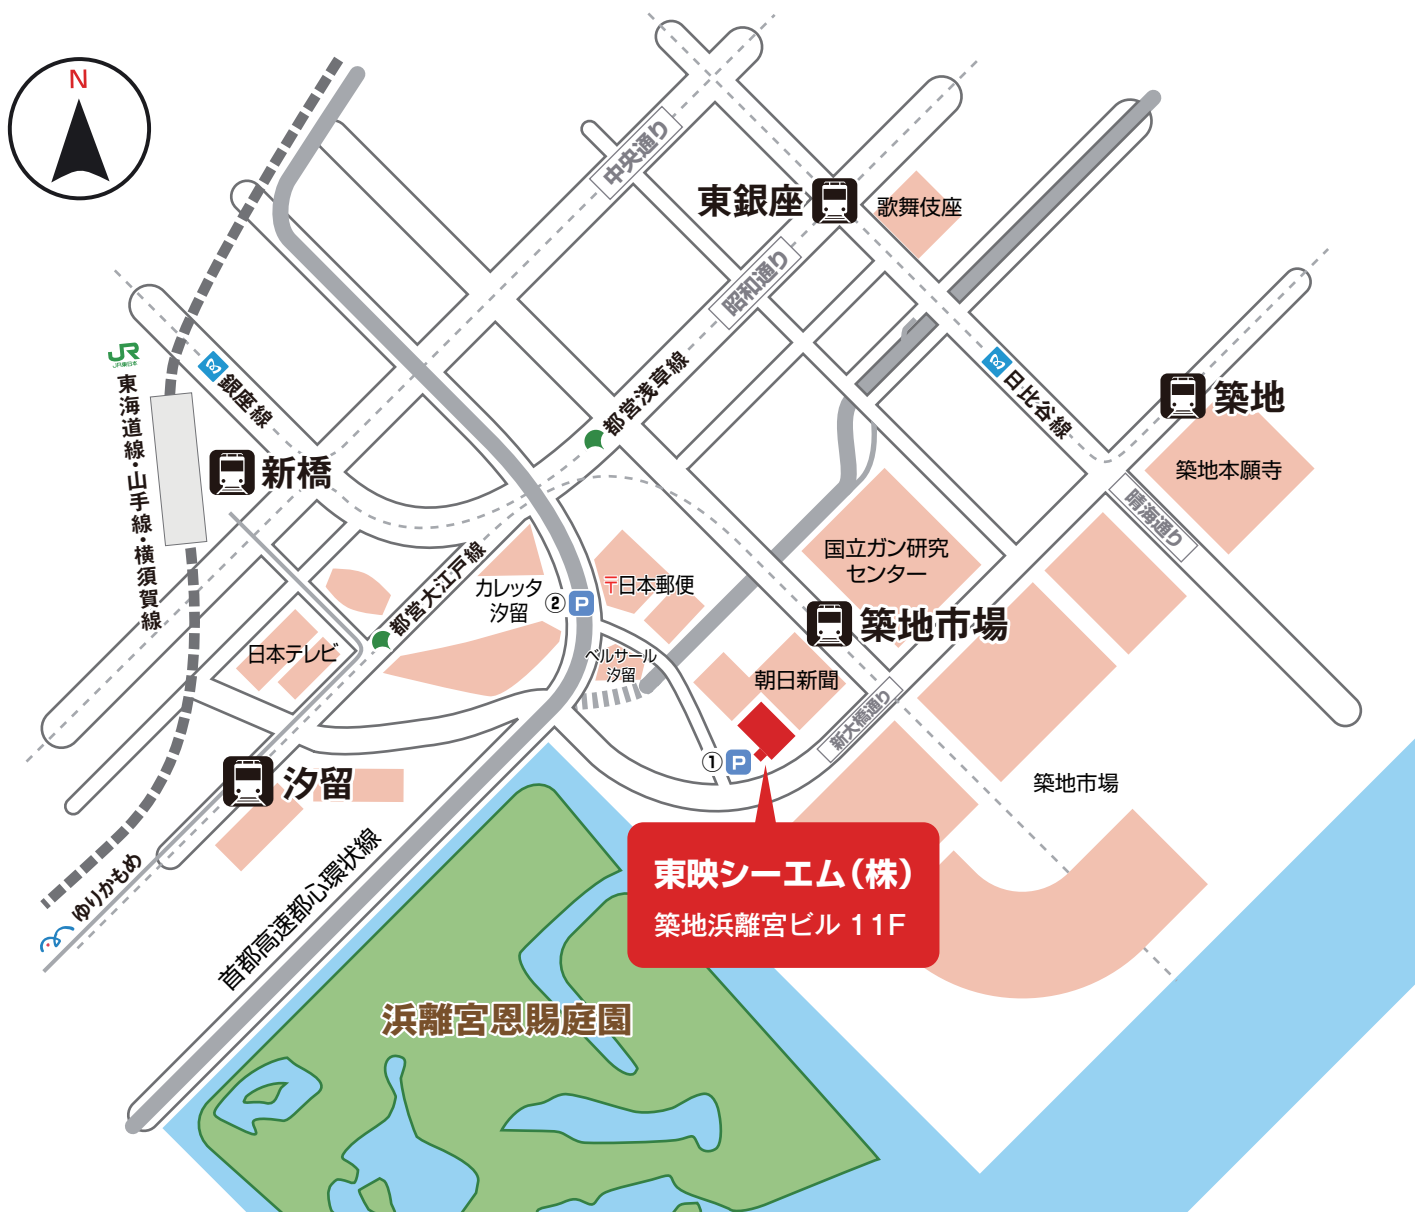 N
中央通り
東銀座
歌舞伎座
昭和通り
JR
JR東日本
東海道線・山手線・横須賀線
銀座線
都営浅草線
日比谷線
築地
築地本願寺
新橋
晴海通り
国立ガン研究
センター
都営大江戸線
カレッタ
汐留
② P
〒日本郵便
築地市場
日本テレビ
ベルサール
汐留
朝日新聞
新大橋通り
① P
汐留
築地市場
ゆりかもめ
首都高速都心環状線
東映シーエム(株)
築地浜離宮ビル 11F
浜離宮恩賜庭園